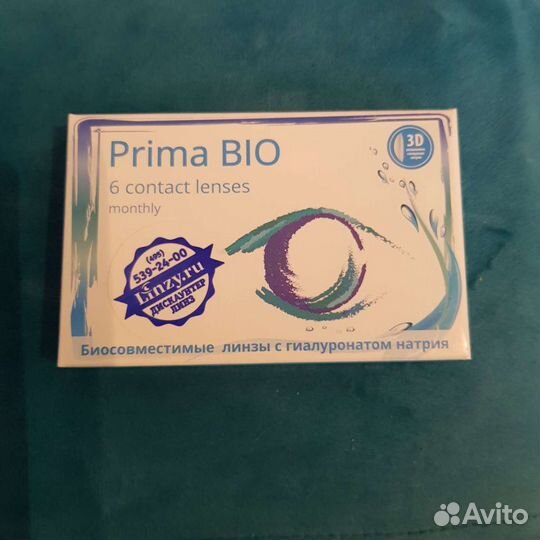 Prima BIO
6 contact lenses
monthly
3D
(495)
539-24-00
Linzy.ru
ДИСКАУНТЕР
ЛИНЗ
Биосовместимые линзы с гиалуронатом натрия
Avito